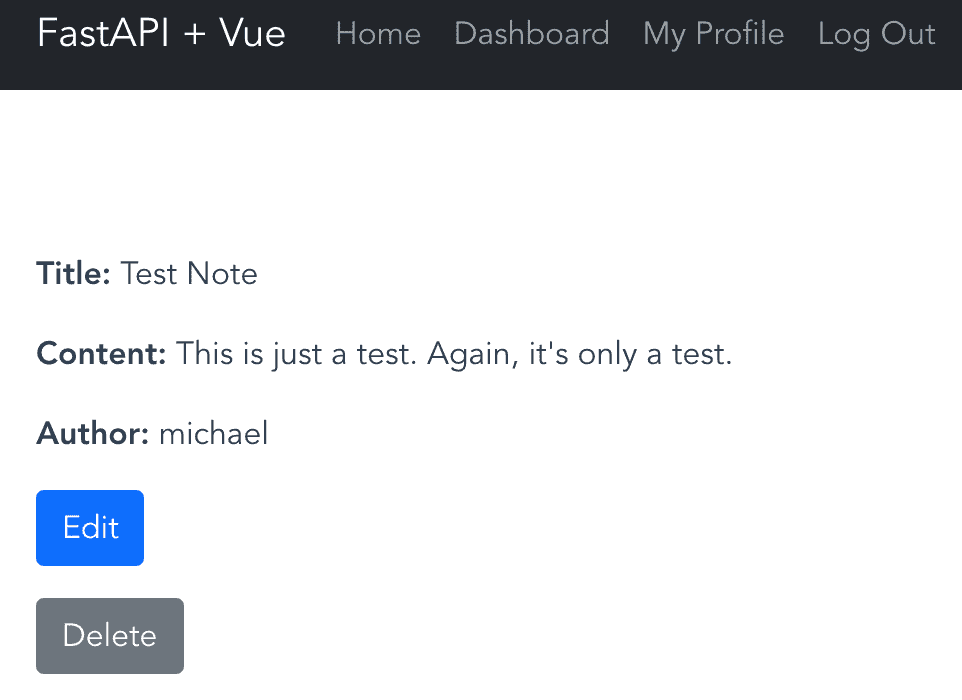 FastAPI + Vue Home Dashboard My Profile Log Out
Title: Test Note
Content: This is just a test. Again, it's only a test.
Author: michael
Edit
Delete